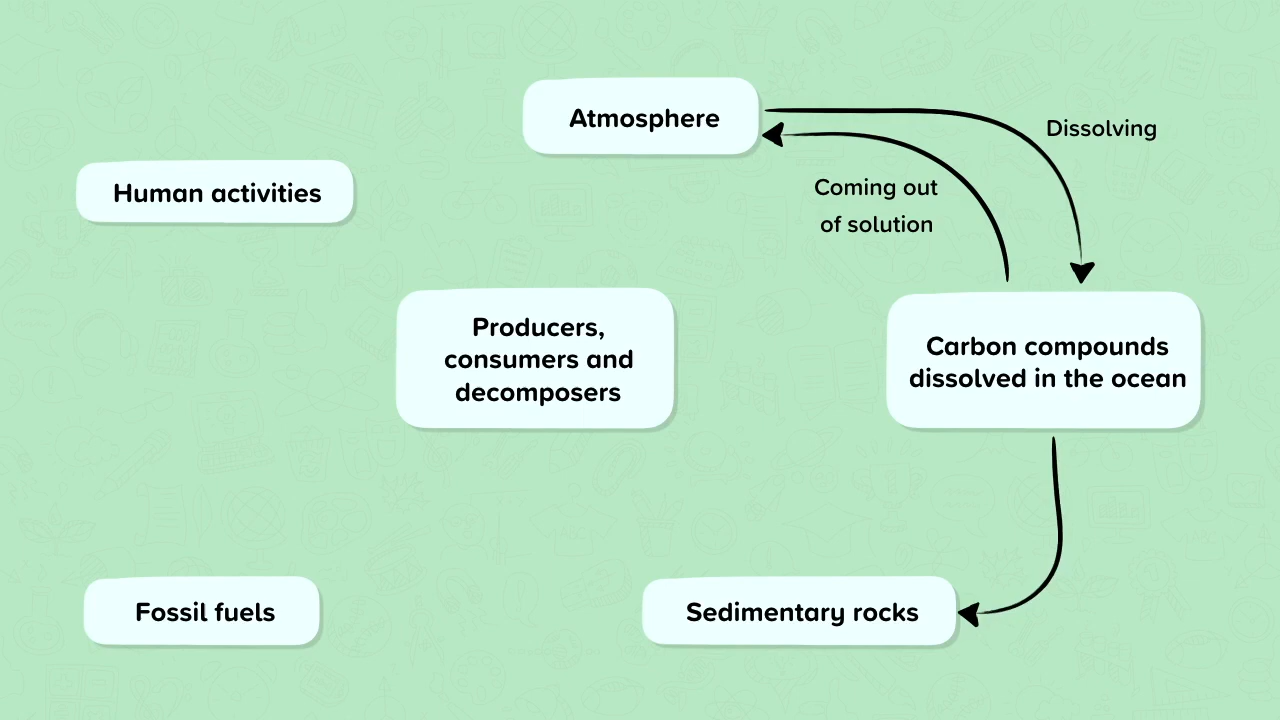 Atmosphere
Dissolving
Human activities
Coming out
of solution
Producers,
consumers and
decomposers
Carbon compounds
dissolved in the ocean
Fossil fuels
Sedimentary rocks